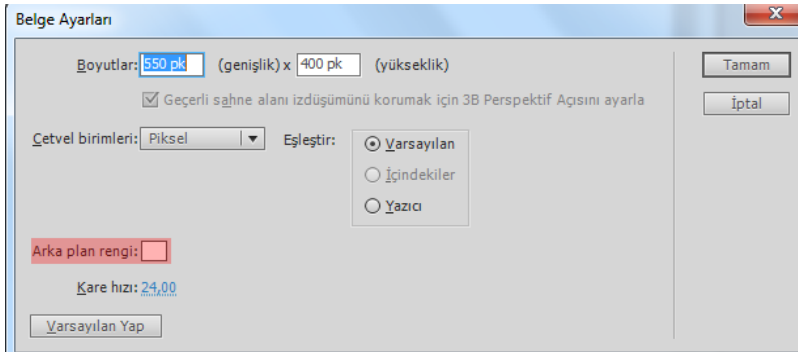 Belge Ayarları
Boyutlar: 550 pk (genişlik) x 400 pk (yükseklik)
Tamam
Geçerli sahne alanı izdüşümünü korumak için 3B Perspektif Açısını ayarla
İptal
Cetvel birimleri: Piksel Eşleştir: Varsayılan
İçindekiler
Yazıcı
Arka plan rengi:
Kare hızı: 24,00
Varsayılan Yap